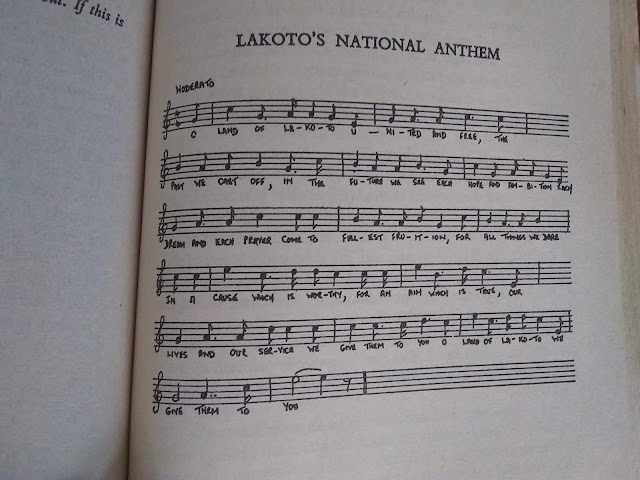 out. If this is
LAKOTO'S NATIONAL ANTHEM
MODERATO
O LAND OF LA-KO-TO U-NI-TED AND FREE, THE
PAST WE CAST OFF, IN THE FU-TURE WE SEE EACH HOPE AND AM-BI-TION EACH
DREAM AND EACH PRAYER COME TO FULL-EST FRU-IT-ION, FOR ALL THINGS WE DARE
IN A CAUSE WHICH IS WOR-THY, FOR AN AIM WHICH IS TRUE, OUR
LIVES AND OUR SER-VICE WE GIVE THEM TO YOU O LAND OF LA-KO-TO WE
GIVE THEM TO YOU